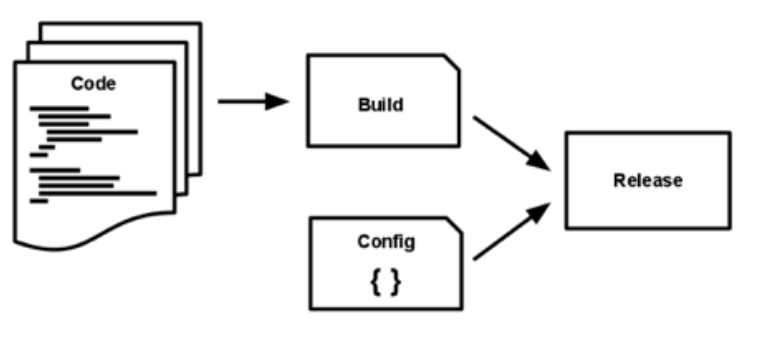 Code
Build
Release
Config
{ }